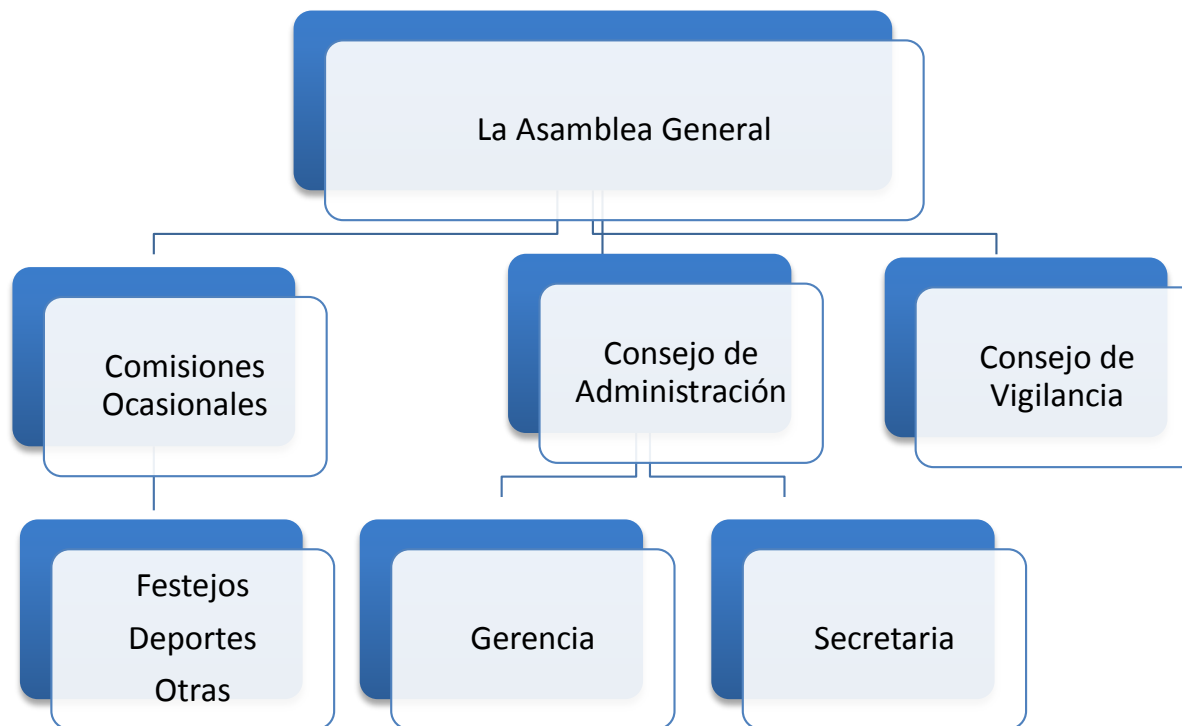 La Asamblea General
Comisiones
Ocasionales
Consejo de
Administración
Consejo de
Vigilancia
Festejos
Deportes
Otras
Gerencia
Secretaria